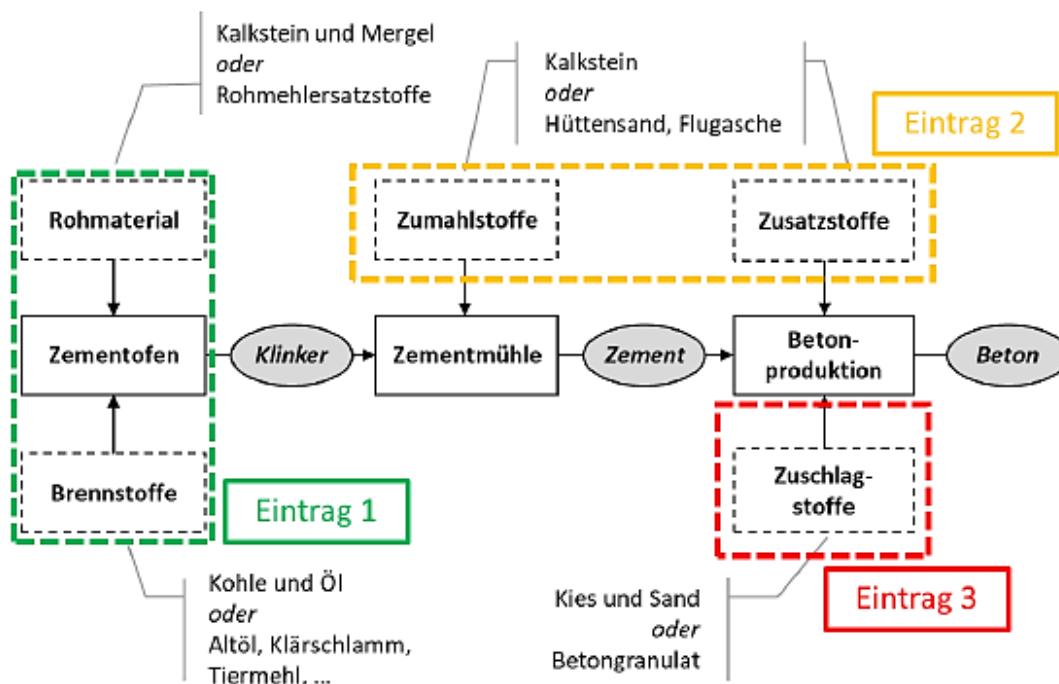 Kalkstein und Mergel
oder
Rohmehlersatzstoffe
Kalkstein
oder
Hüttensand, Flugasche
Eintrag 2
Rohmaterial
Zumahlstoffe
Zusatzstoffe
Zementofen
Klinker
Zementmühle
Zement
Beton-
produktion
Beton
Brennstoffe
Eintrag 1
Zuschlag-
stoffe
Kohle und Öl
oder
Altöl, Klärschlamm,
Tiermehl, ...
Kies und Sand
oder
Betongranulat
Eintrag 3